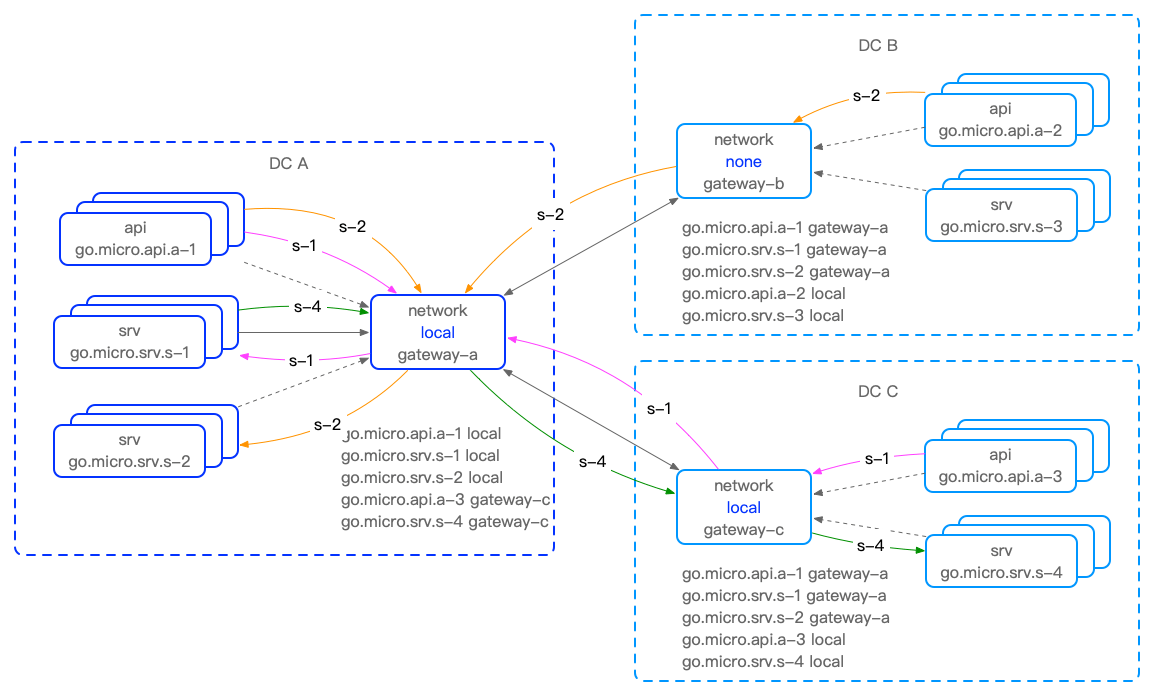 DC A
api
go.micro.api.a-1
srv
go.micro.srv.s-1
srv
go.micro.srv.s-2
s-2
s-1
s-4
s-1
s-2
network
local
gateway-a
go.micro.api.a-1 local
go.micro.srv.s-1 local
go.micro.srv.s-2 local
go.micro.api.a-3 gateway-c
go.micro.srv.s-4 gateway-c
s-2
s-1
s-4
DC B
s-2
api
go.micro.api.a-2
network
none
gateway-b
srv
go.micro.srv.s-3
go.micro.api.a-1 gateway-a
go.micro.srv.s-1 gateway-a
go.micro.srv.s-2 gateway-a
go.micro.api.a-2 local
go.micro.srv.s-3 local
DC C
s-1
api
go.micro.api.a-3
network
local
gateway-c
s-4
srv
go.micro.srv.s-4
go.micro.api.a-1 gateway-a
go.micro.srv.s-1 gateway-a
go.micro.srv.s-2 gateway-a
go.micro.api.a-3 local
go.micro.srv.s-4 local